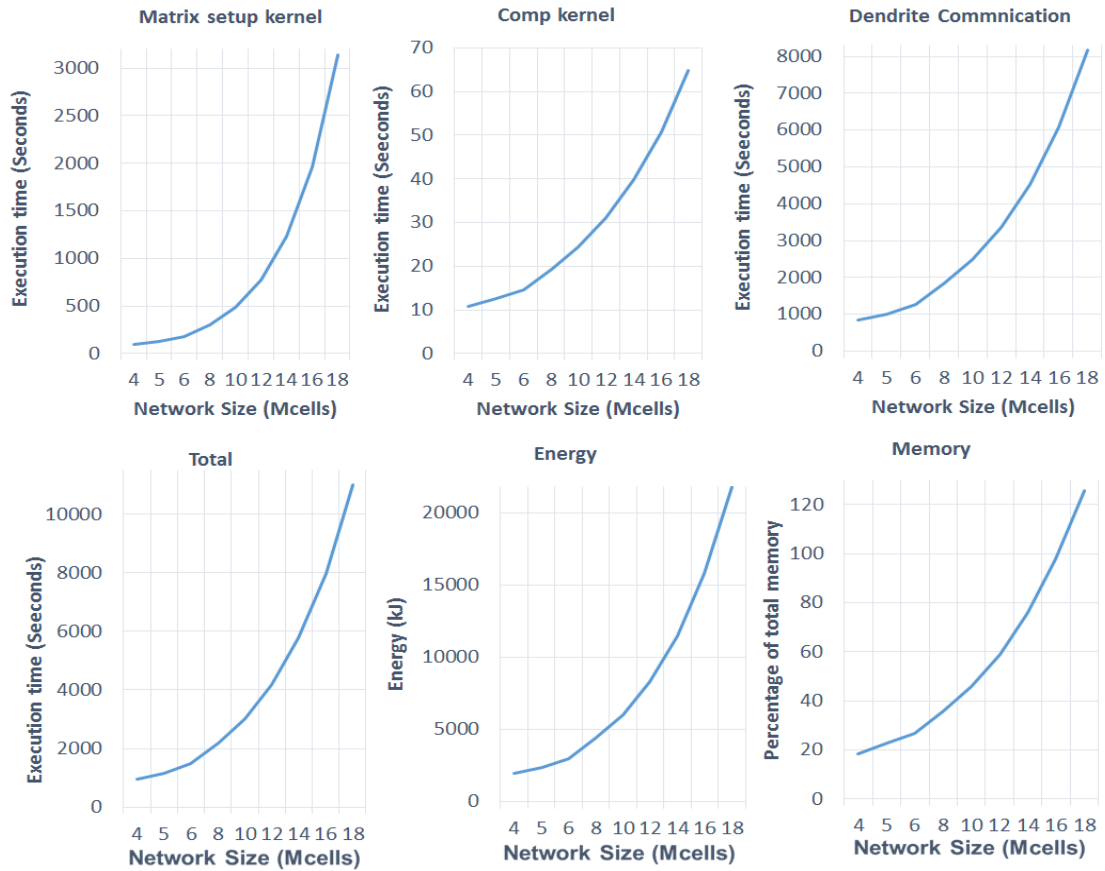 Matrix setup kernel
Execution time (Seconds)
3000
2500
2000
1500
1000
500
0
4 5 6 8 10 12 14 16 18
Network Size (Mcells)
Comp kernel
Execution time (Seeconds)
70
60
50
40
30
20
10
0
4 5 6 8 10 12 14 16 18
Network Size (Mcells)
Dendrite Commnication
Execution time (Seeconds)
8000
7000
6000
5000
4000
3000
2000
1000
0
4 5 6 8 10 12 14 16 18
Network Size (Mcells)
Total
Execution time (Seeconds)
10000
8000
6000
4000
2000
0
4 5 6 8 10 12 14 16 18
Network Size (Mcells)
Energy
Energy (kJ)
20000
15000
10000
5000
0
4 5 6 8 10 12 14 16 18
Network Size (Mcells)
Memory
Percentage of total memory
120
100
80
60
40
20
0
4 5 6 8 10 12 14 16 18
Network Size (Mcells)